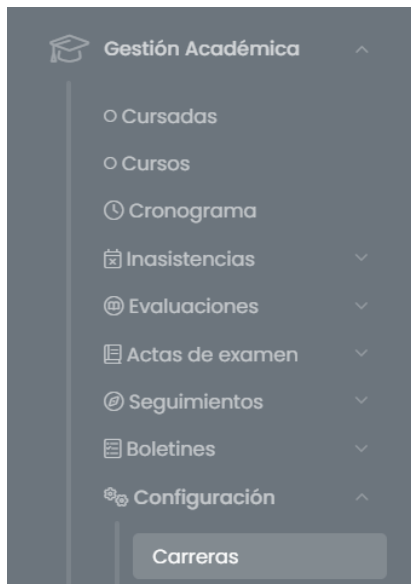 Gestión Académica
Cursadas
Cursos
Cronograma
Inasistencias
Evaluaciones
Actas de examen
Seguimientos
Boletines
Configuración
Carreras